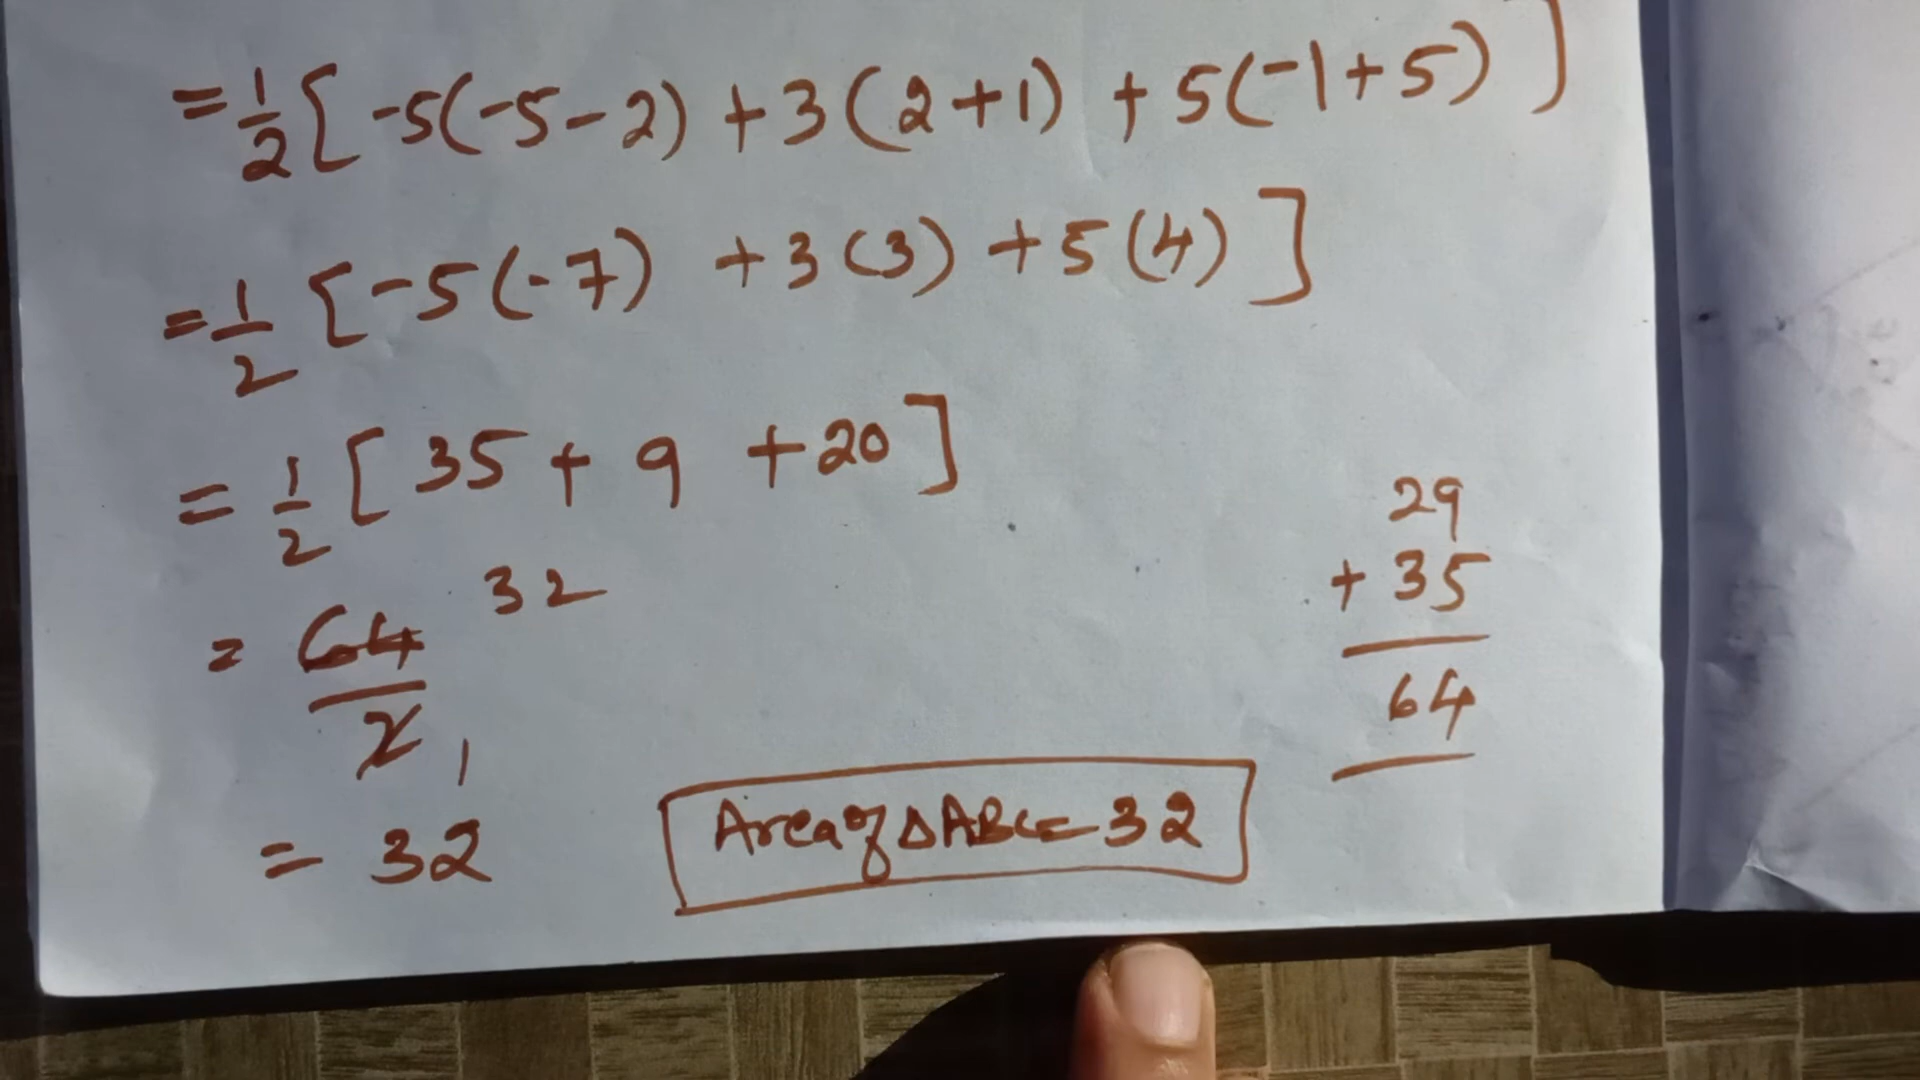 = 1/2 [ -5(-5-2) + 3(2+1) + 5(-1+5) ]
= 1/2 [ -5(-7) + 3(3) + 5(4) ]
= 1/2 [ 35 + 9 + 20 ]
= 64/2 32 1
= 32
29
+ 35
64
Area of ΔABC = 32